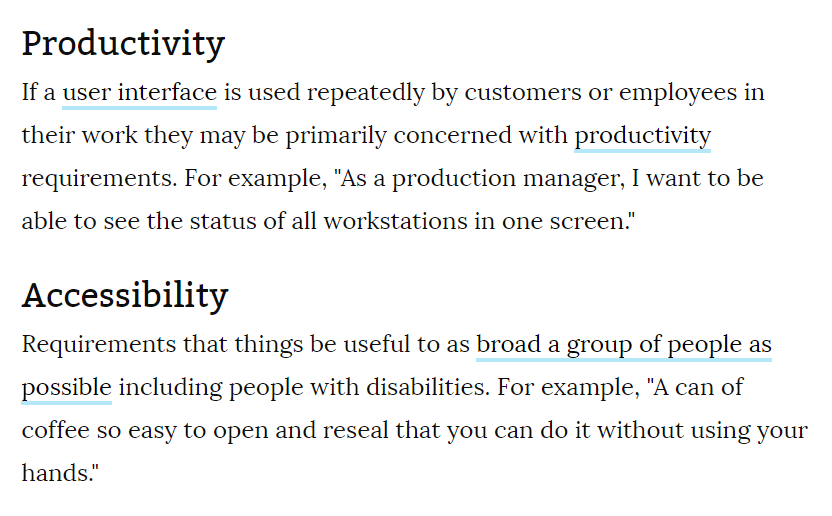 Productivity
If a user interface is used repeatedly by customers or employees in
their work they may be primarily concerned with productivity
requirements. For example, "As a production manager, I want to be
able to see the status of all workstations in one screen."
Accessibility
Requirements that things be useful to as broad a group of people as
possible including people with disabilities. For example, "A can of
coffee so easy to open and reseal that you can do it without using your
hands."